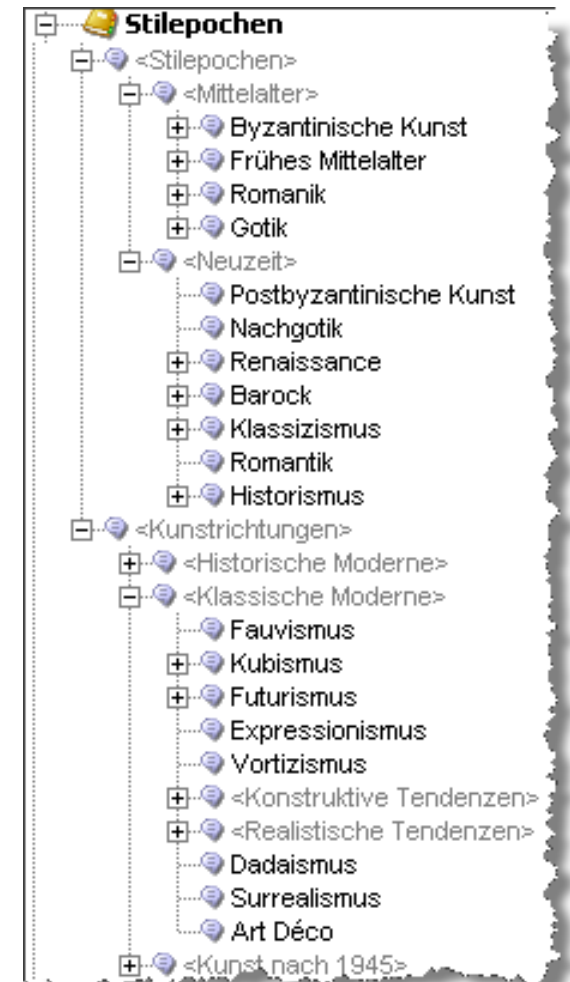 Stilepochen
<Stilepochen>
<Mittelalter>
Byzantinische Kunst
Frühes Mittelalter
Romanik
Gotik
<Neuzeit>
Postbyzantinische Kunst
Nachgotik
Renaissance
Barock
Klassizismus
Romantik
Historismus
<Kunstrichtungen>
<Historische Moderne>
<Klassische Moderne>
Fauvismus
Kubismus
Futurismus
Expressionismus
Vortizismus
<Konstruktive Tendenzen>
<Realistische Tendenzen>
Dadaismus
Surrealismus
Art Déco
<Kunst nach 1945>